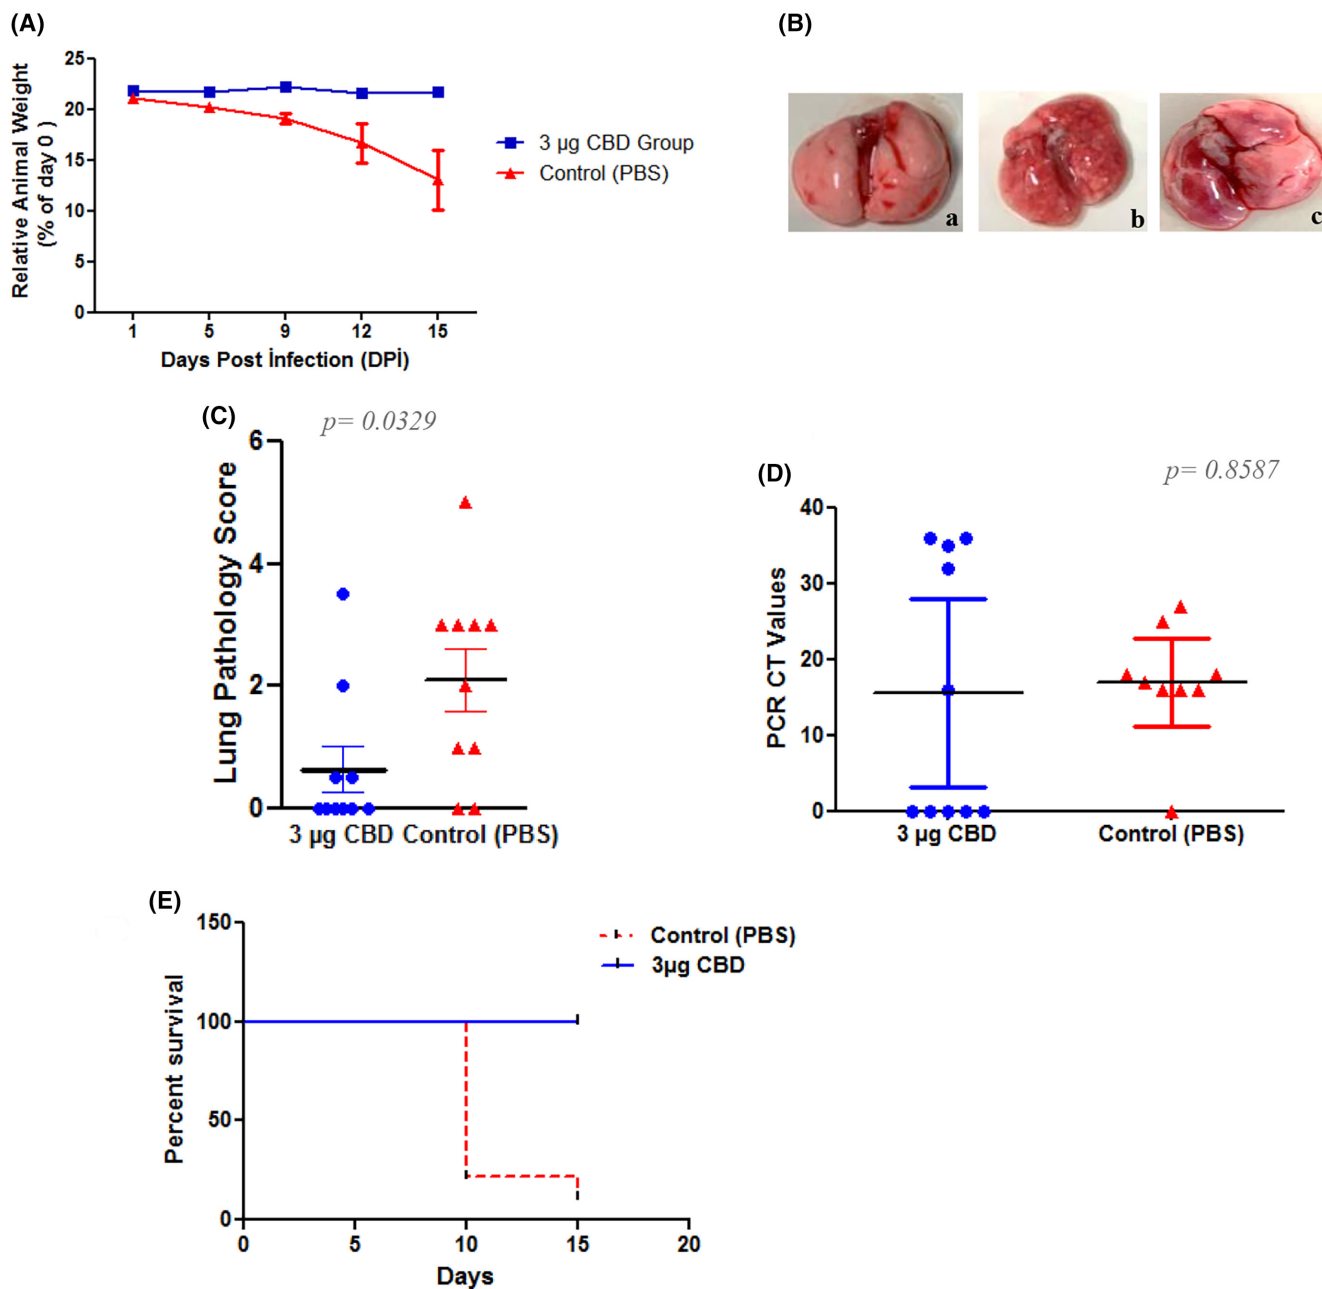 (A)
25
20
15
10
5
0
Relative Animal Weight
(% of day 0 )
1 5 9 12 15
Days Post İnfection (DPİ)
3 µg CBD Group
Control (PBS)
(B)
a
b
c
(C)
p= 0.0329
6
4
2
0
Lung Pathology Score
3 µg CBD Control (PBS)
(D)
p= 0.8587
40
30
20
10
0
PCR CT Values
3 µg CBD Control (PBS)
(E)
150
100
50
0
Percent survival
0 5 10 15 20
Days
Control (PBS)
3µg CBD